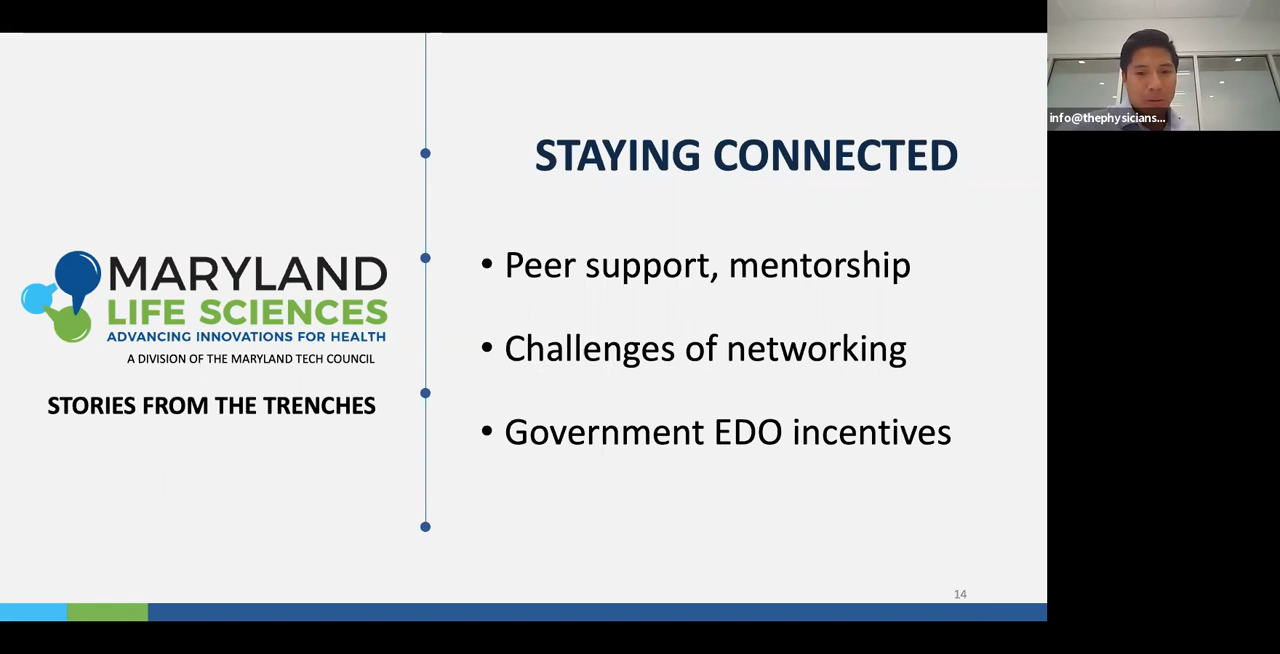 STAYING CONNECTED
• Peer support, mentorship
• Challenges of networking
• Government EDO incentives
MARYLAND
LIFE SCIENCES
ADVANCING INNOVATIONS FOR HEALTH
A DIVISION OF THE MARYLAND TECH COUNCIL
STORIES FROM THE TRENCHES
14
info@thephysicians...